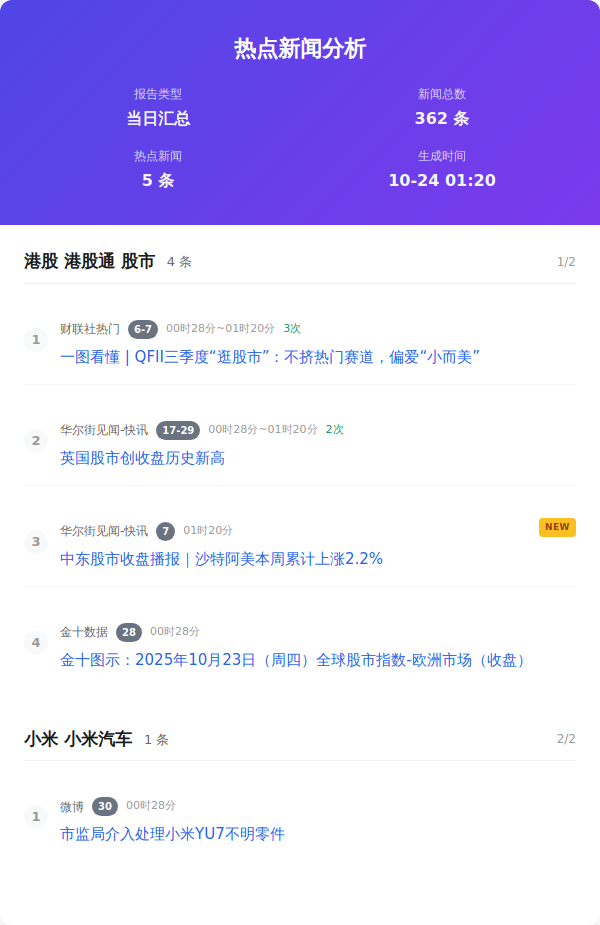 热点新闻分析
报告类型
新闻总数
当日汇总
362 条
热点新闻
生成时间
5 条
10-24 01:20
港股 港股通 股市 4 条 1/2
1
财联社热门 6-7 00时28分~01时20分 3次
一图看懂 | QFII三季度“逛股市”：不挤热门赛道，偏爱“小而美”
2
华尔街见闻-快讯 17-29 00时28分~01时20分 2次
英国股市创收盘历史新高
3
华尔街见闻-快讯 7 01时20分 NEW
中东股市收盘播报｜沙特阿美本周累计上涨2.2%
4
金十数据 28 00时28分
金十图示：2025年10月23日（周四）全球股市指数-欧洲市场（收盘）
小米 小米汽车 1 条 2/2
1
微博 30 00时28分
市监局介入处理小米YU7不明零件